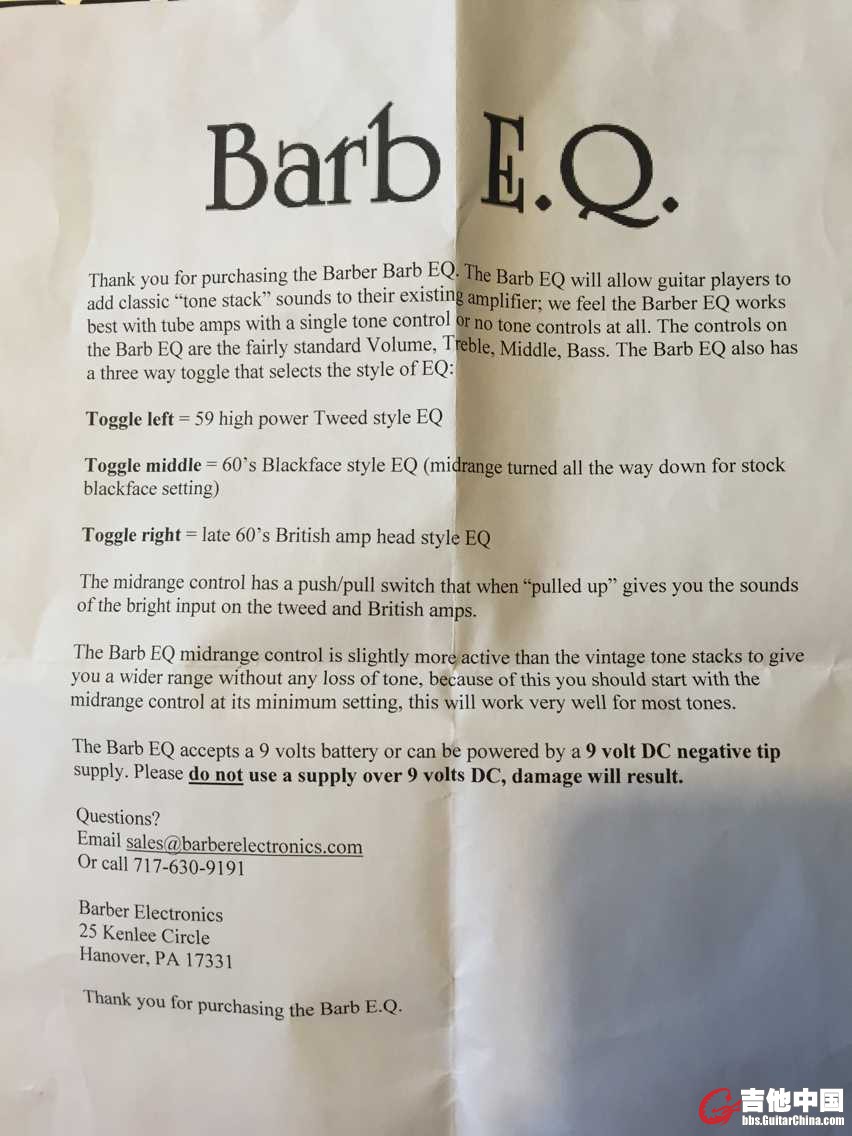 Barb E.Q.
Thank you for purchasing the Barber Barb EQ. The Barb EQ will allow guitar players to
add classic “tone stack” sounds to their existing amplifier; we feel the Barber EQ works
best with tube amps with a single tone control or no tone controls at all. The controls on
the Barb EQ are the fairly standard Volume, Treble, Middle, Bass. The Barb EQ also has
a three way toggle that selects the style of EQ:
Toggle left = 59 high power Tweed style EQ
Toggle middle = 60’s Blackface style EQ (midrange turned all the way down for stock
blackface setting)
Toggle right = late 60’s British amp head style EQ
The midrange control has a push/pull switch that when “pulled up” gives you the sounds
of the bright input on the tweed and British amps.
The Barb EQ midrange control is slightly more active than the vintage tone stacks to give
you a wider range without any loss of tone, because of this you should start with the
midrange control at its minimum setting, this will work very well for most tones.
The Barb EQ accepts a 9 volts battery or can be powered by a 9 volt DC negative tip
supply. Please do not use a supply over 9 volts DC, damage will result.
Questions?
Email sales@barberelectronics.com
Or call 717-630-9191
Barber Electronics
25 Kenlee Circle
Hanover, PA 17331
Thank you for purchasing the Barb E.Q.
吉他中国
bbs.GuitarChina.com